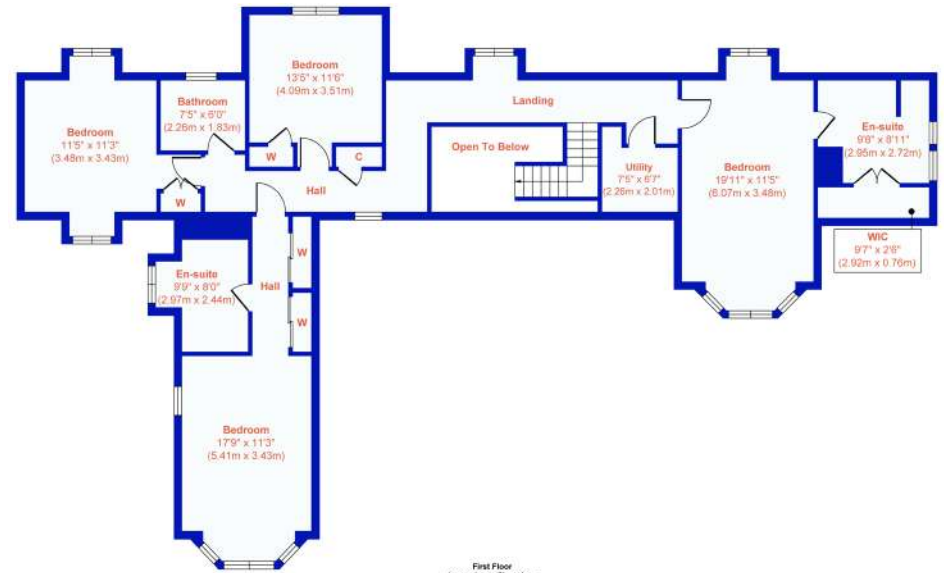 Bedroom
13'5" x 11'6"
(4.09m x 3.51m)
Bathroom
7'5" x 6'0"
(2.26m x 1.83m)
Bedroom
11'5" x 11'3"
(3.48m x 3.43m)
Landing
W
C
Open To Below
Utility
7'5" x 6'7"
(2.26m x 2.01m)
Bedroom
19'11" x 11'5"
(6.07m x 3.48m)
En-suite
9'8" x 8'11"
(2.95m x 2.72m)
W
Hall
WIC
9'7" x 2'6"
(2.92m x 0.76m)
En-suite
9'9" x 8'0"
(2.97m x 2.44m)
Hall
W
W
Bedroom
17'9" x 11'3"
(5.41m x 3.43m)
First Floor